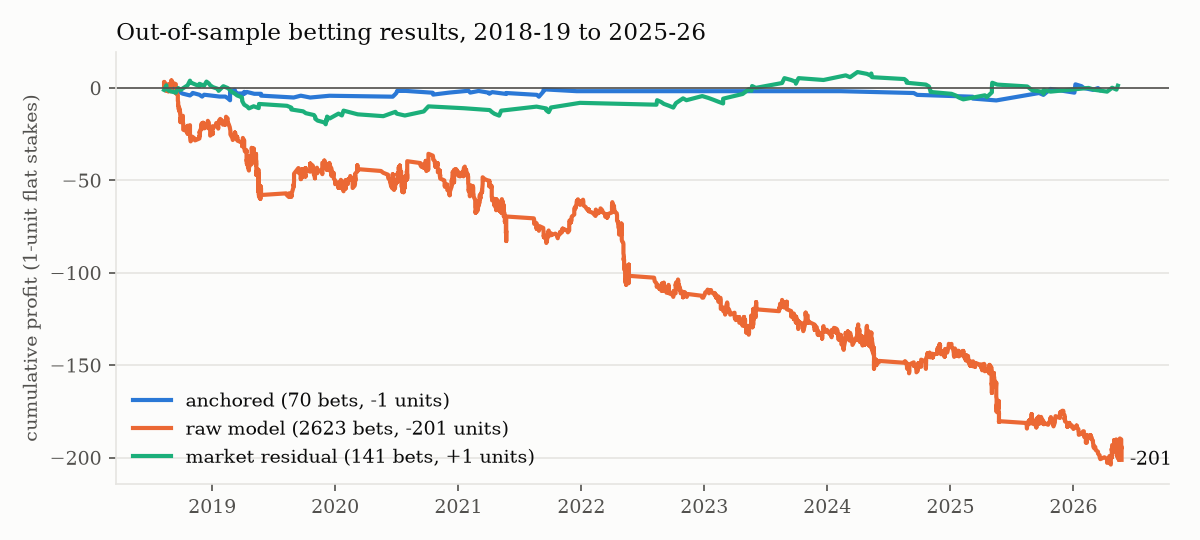 Out-of-sample betting results, 2018-19 to 2025-26
cumulative profit (1-unit flat stakes)
0
−50
−100
−150
−200
anchored (70 bets, -1 units)
raw model (2623 bets, -201 units)
market residual (141 bets, +1 units)
-201
2019 2020 2021 2022 2023 2024 2025 2026